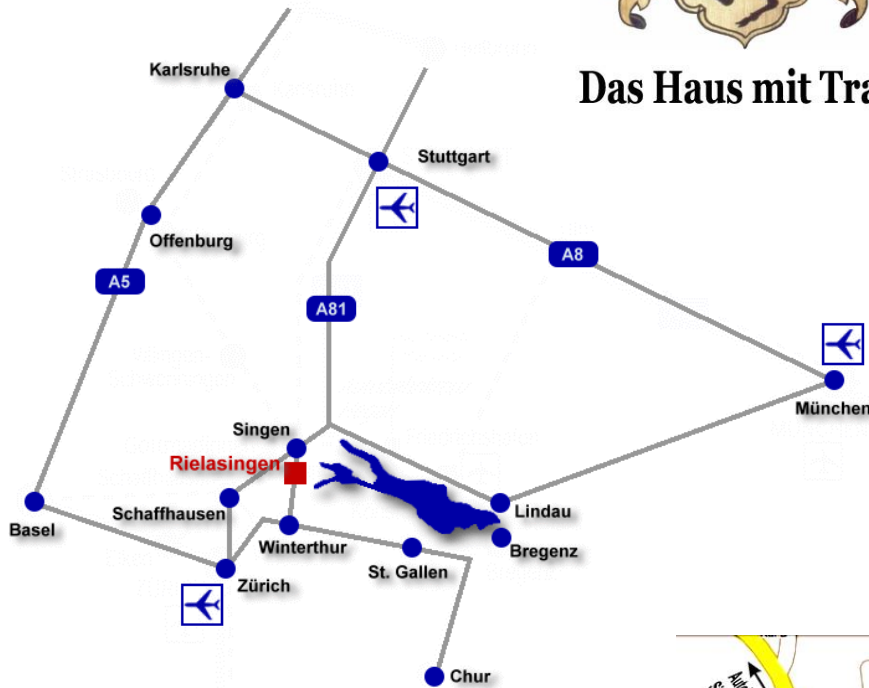 Das Haus mit Tra
Karlsruhe
Stuttgart
Offenburg
A5
A8
A81
München
Singen
Rielasingen
Schaffhausen
Basel
Lindau
Winterthur
Bregenz
St. Gallen
Zürich
Chur